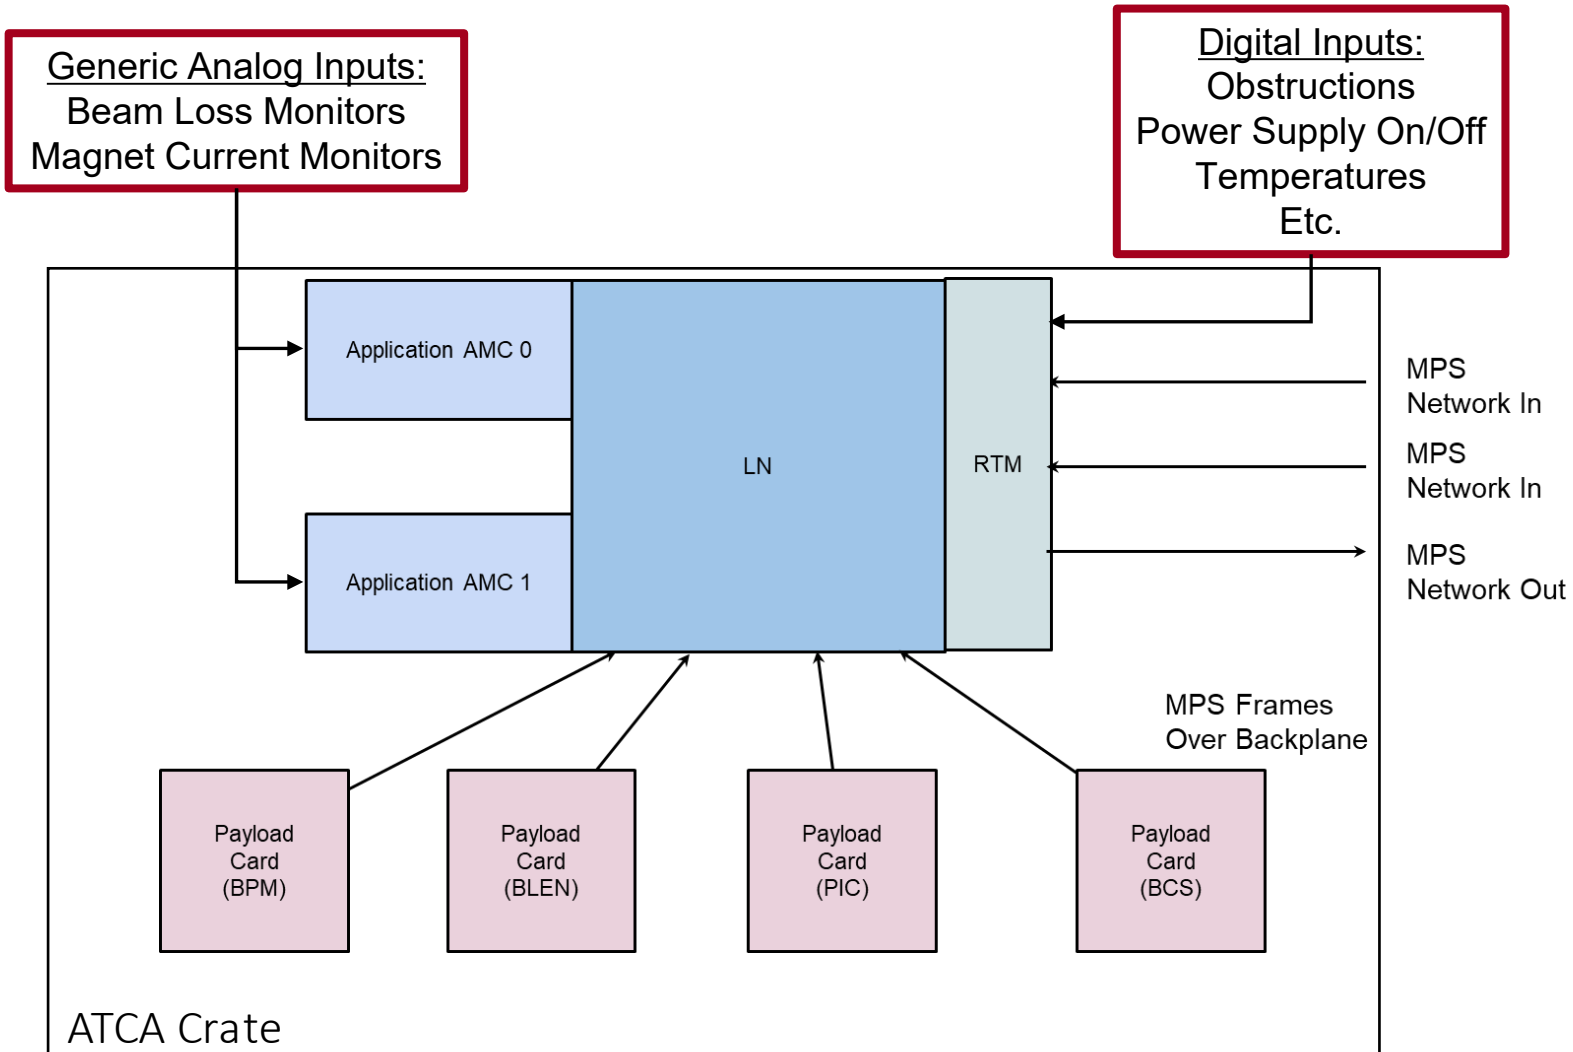 Generic Analog Inputs:
Beam Loss Monitors
Magnet Current Monitors
Digital Inputs:
Obstructions
Power Supply On/Off
Temperatures
Etc.
Application AMC 0
LN
RTM
Application AMC 1
MPS
Network In
MPS
Network In
MPS
Network Out
MPS Frames
Over Backplane
Payload
Card
(BPM)
Payload
Card
(BLEN)
Payload
Card
(PIC)
Payload
Card
(BCS)
ATCA Crate